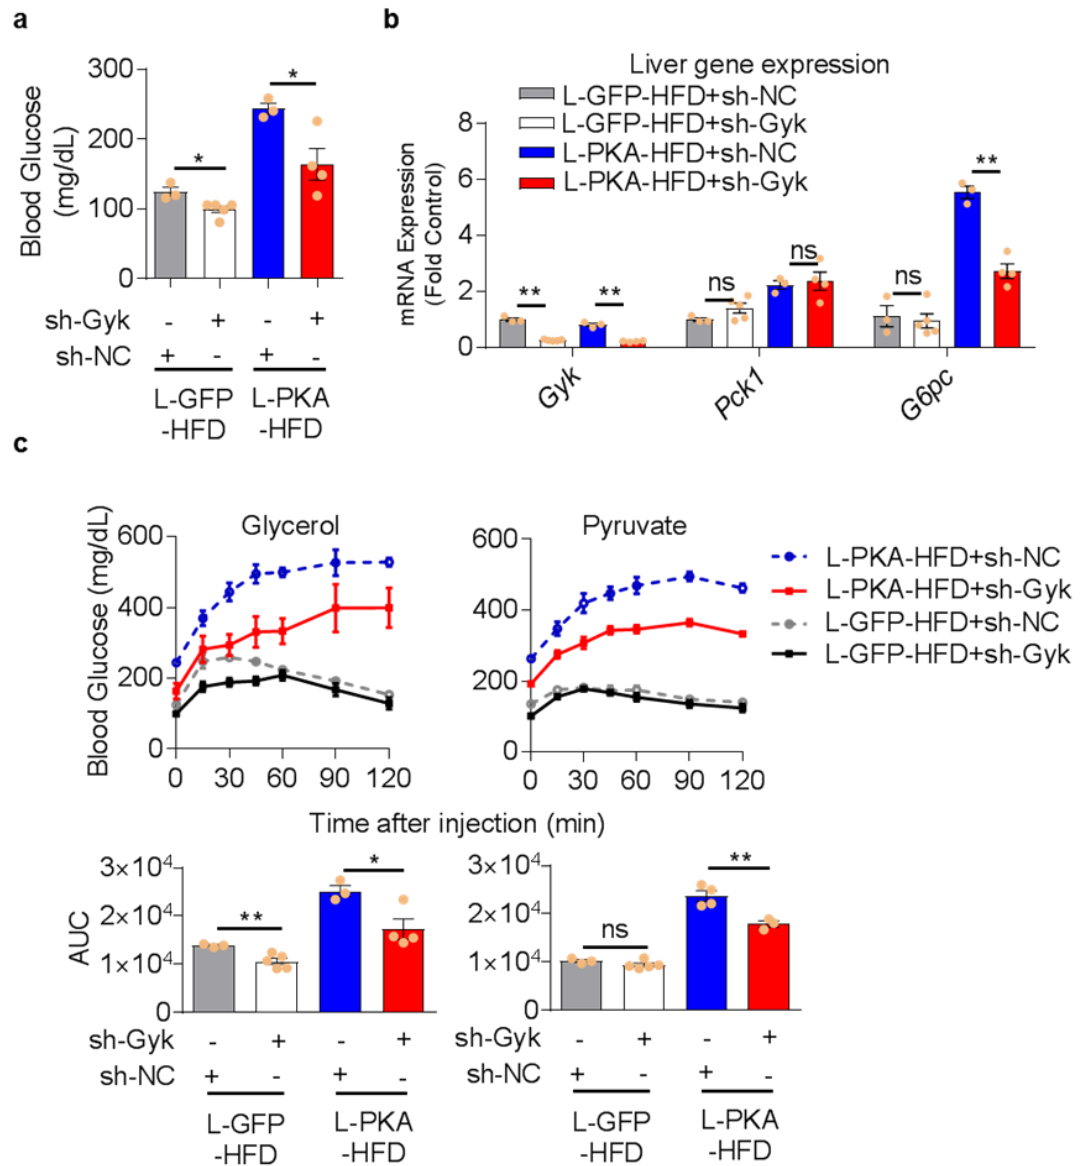 a
Blood Glucose
(mg/dL)
300
200
100
0
*
*
sh-Gyk - + - +
sh-NC + - + -
L-GFP
-HFD
L-PKA
-HFD
b
Liver gene expression
L-GFP-HFD+sh-NC
L-GFP-HFD+sh-Gyk
L-PKA-HFD+sh-NC
L-PKA-HFD+sh-Gyk
mRNA Expression
(Fold Control)
8
6
4
2
0
** **
ns ns
ns **
Gyk
Pck1
G6pc
c
Glycerol
Blood Glucose (mg/dL)
600
400
200
0
0 30 60 90 120
Pyruvate
600
400
200
0
0 30 60 90 120
L-PKA-HFD+sh-NC
L-PKA-HFD+sh-Gyk
L-GFP-HFD+sh-NC
L-GFP-HFD+sh-Gyk
Time after injection (min)
AUC
3×10⁴
2×10⁴
1×10⁴
0
**
*
sh-Gyk - + - +
sh-NC + - + -
L-GFP
-HFD
L-PKA
-HFD
3×10⁴
2×10⁴
1×10⁴
0
ns
**
sh-Gyk - + - +
sh-NC + - + -
L-GFP
-HFD
L-PKA
-HFD